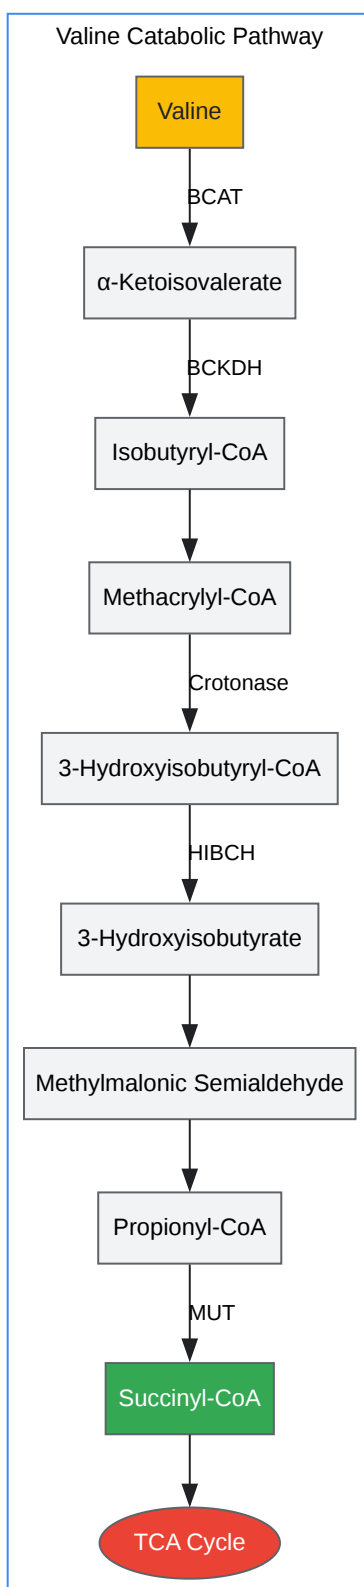 Valine Catabolic Pathway
Valine
BCAT
α-Ketoisovalerate
BCKDH
Isobutyryl-CoA
Methacrylyl-CoA
Crotonase
3-Hydroxyisobutyryl-CoA
HIBCH
3-Hydroxyisobutyrate
Methylmalonic Semialdehyde
Propionyl-CoA
MUT
Succinyl-CoA
TCA Cycle